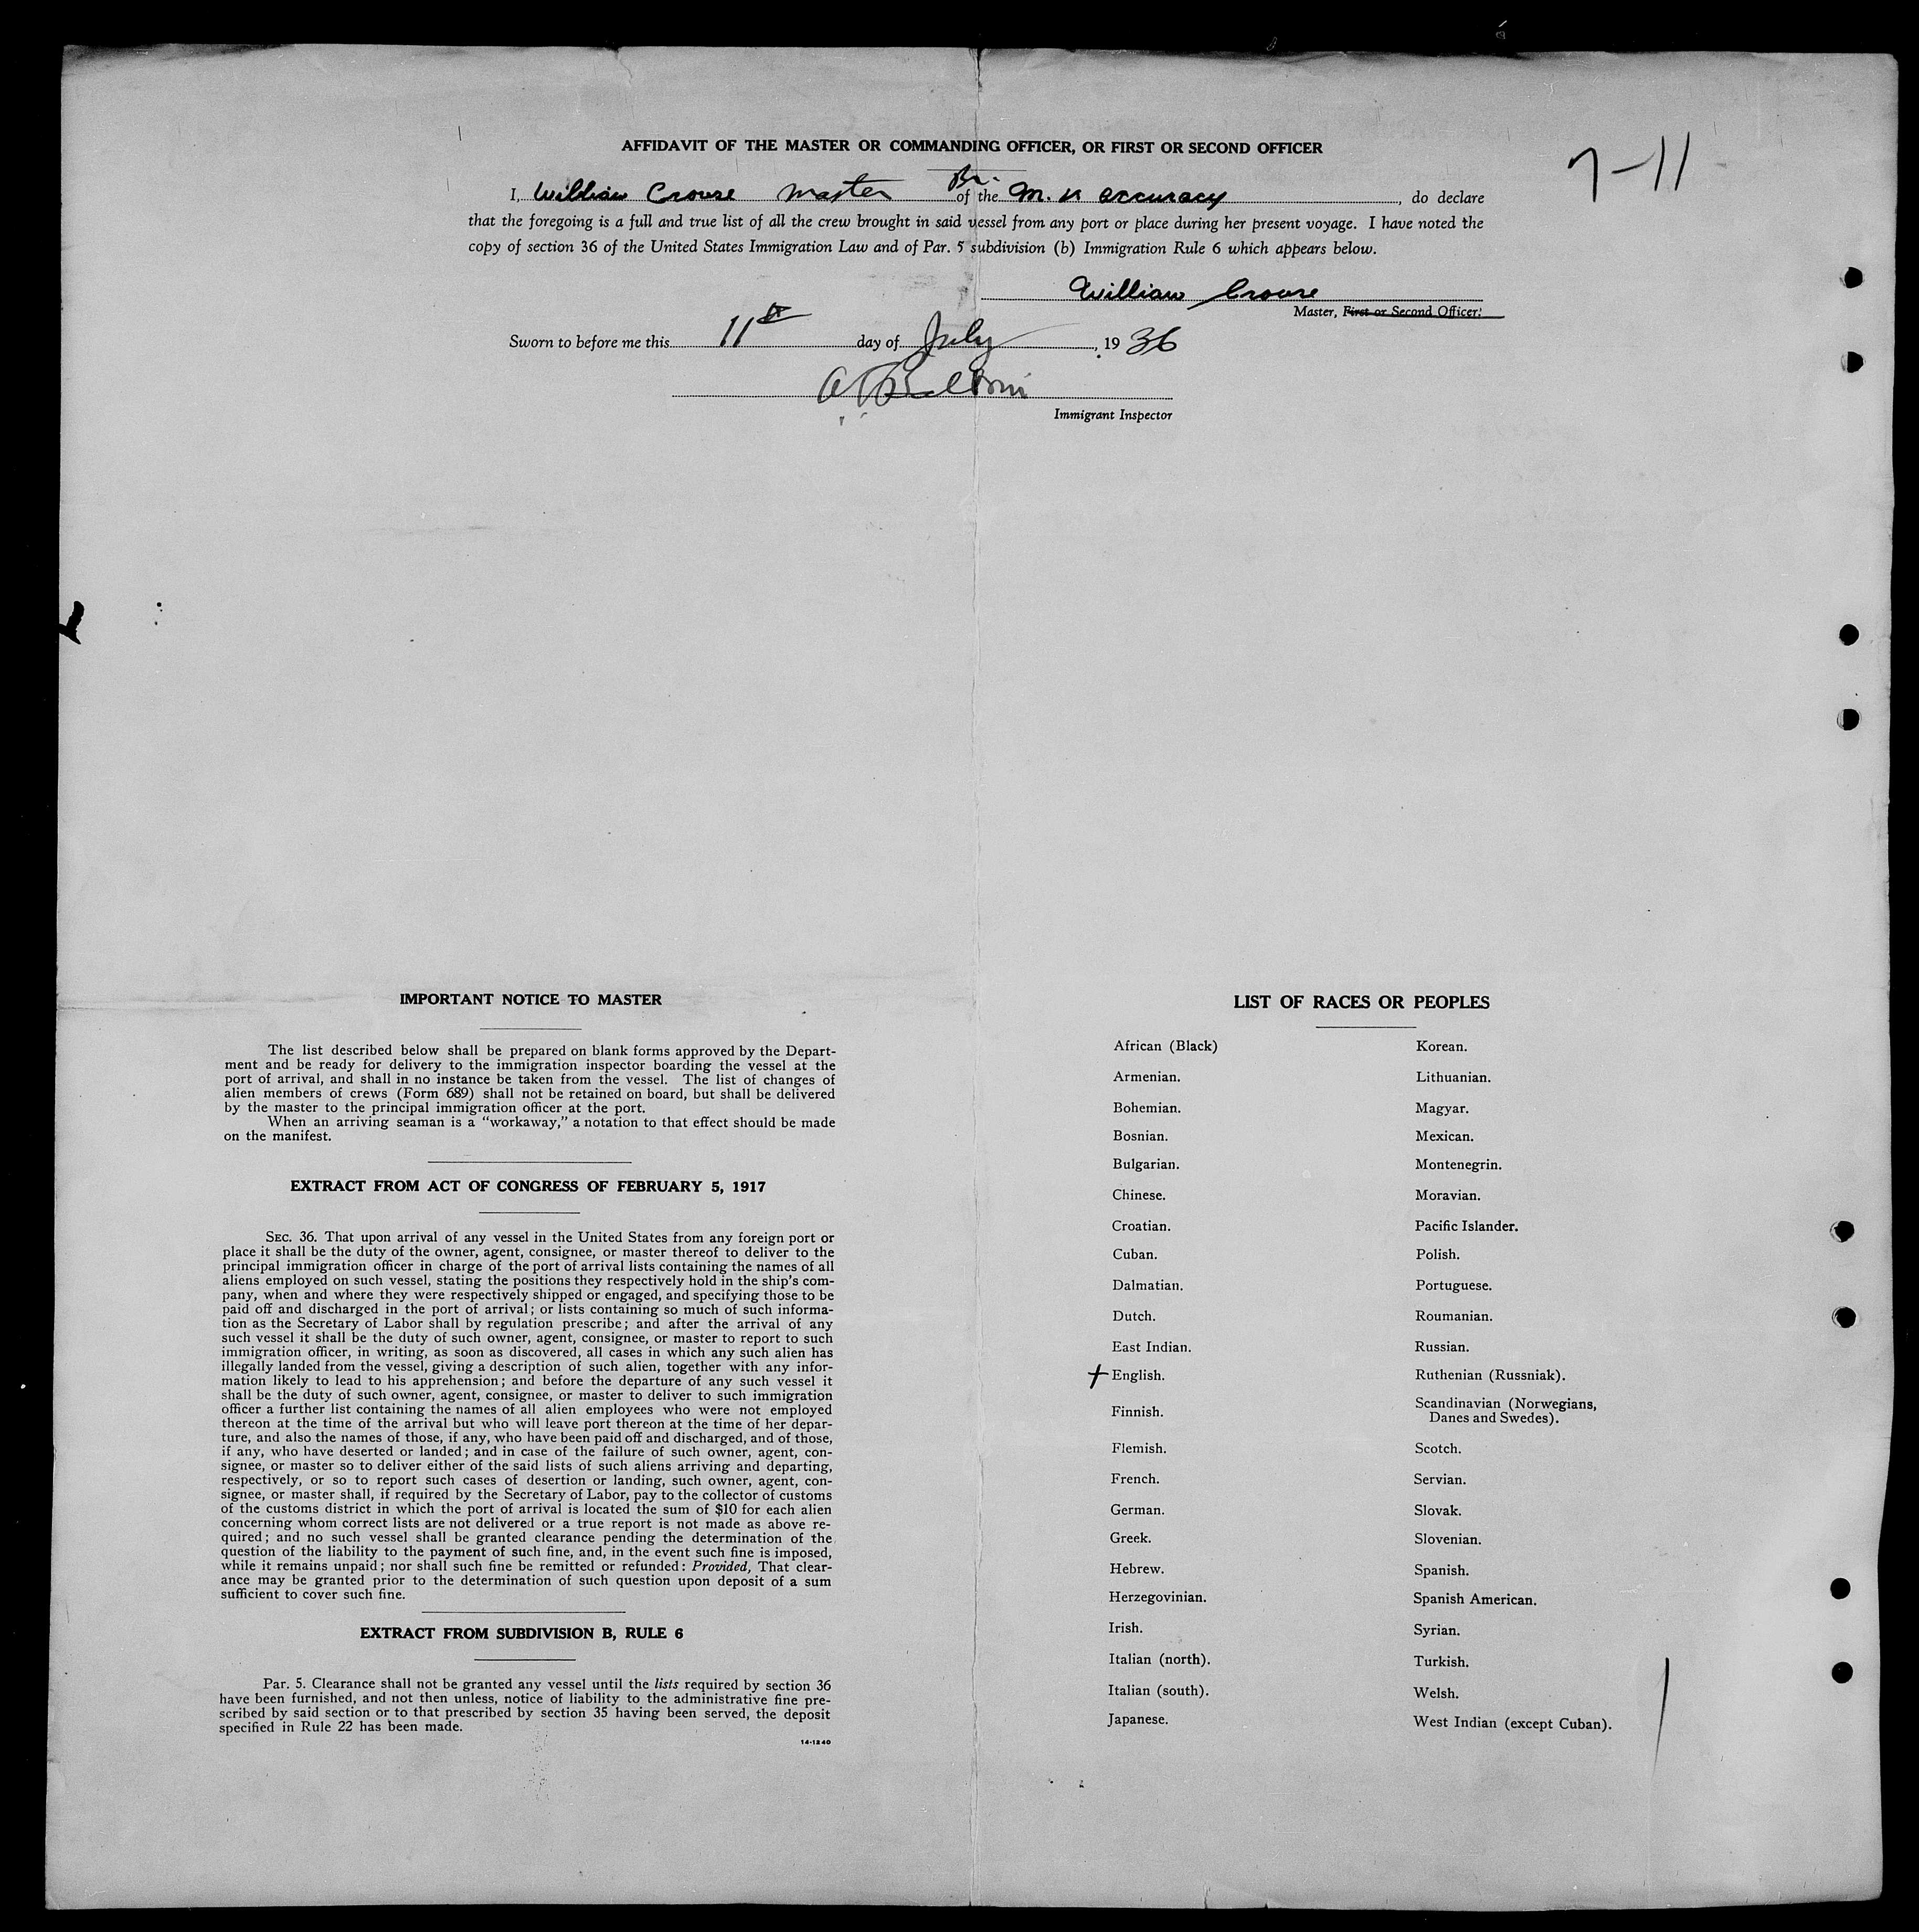 7-11
AFFIDAVIT OF THE MASTER OR COMMANDING OFFICER, OR FIRST OR SECOND OFFICER
Br.
I, William Crouse Master of the M. V accuracy, do declare
that the foregoing is a full and true list of all the crew brought in said vessel from any port or place during her present voyage. I have noted the
copy of section 36 of the United States Immigration Law and of Par. 5 subdivision (b) Immigration Rule 6 which appears below.
William Crouse
Master, First or Second Officer.
Sworn to before me this 11th day of July, 1936
Immigrant Inspector
IMPORTANT NOTICE TO MASTER
The list described below shall be prepared on blank forms approved by the Depart-
ment and be ready for delivery to the immigration inspector boarding the vessel at the
port of arrival, and shall in no instance be taken from the vessel. The list of changes of
alien members of crews (Form 689) shall not be retained on board, but shall be delivered
by the master to the principal immigration officer at the port.
When an arriving seaman is a “workaway,” a notation to that effect should be made
on the manifest.
EXTRACT FROM ACT OF CONGRESS OF FEBRUARY 5, 1917
SEC. 36. That upon arrival of any vessel in the United States from any foreign port or
place it shall be the duty of the owner, agent, consignee, or master thereof to deliver to the
principal immigration officer in charge of the port of arrival lists containing the names of all
aliens employed on such vessel, stating the positions they respectively hold in the ship's com-
pany, when and where they were respectively shipped or engaged, and specifying those to be
paid off and discharged in the port of arrival; or lists containing so much of such informa-
tion as the Secretary of Labor shall by regulation prescribe; and after the arrival of any
such vessel it shall be the duty of such owner, agent, consignee, or master to report to such
immigration officer, in writing, as soon as discovered, all cases in which any such alien has
illegally landed from the vessel, giving a description of such alien, together with any infor-
mation likely to lead to his apprehension; and before the departure of any such vessel it
shall be the duty of such owner, agent, consignee, or master to deliver to such immigration
officer a further list containing the names of all alien employees who were not employed
thereon at the time of the arrival but who will leave port thereon at the time of her depar-
ture, and also the names of those, if any, who have been paid off and discharged, and of those,
if any, who have deserted or landed; and in case of the failure of such owner, agent, con-
signee, or master so to deliver either of the said lists of such aliens arriving and departing,
respectively, or so to report such cases of desertion or landing, such owner, agent, con-
signee, or master shall, if required by the Secretary of Labor, pay to the collector of customs
of the customs district in which the port of arrival is located the sum of $10 for each alien
concerning whom correct lists are not delivered or a true report is not made as above re-
quired; and no such vessel shall be granted clearance pending the determination of the
question of the liability to the payment of such fine, and, in the event such fine is imposed,
while it remains unpaid; nor shall such fine be remitted or refunded: Provided, That clear-
ance may be granted prior to the determination of such question upon deposit of a sum
sufficient to cover such fine.
EXTRACT FROM SUBDIVISION B, RULE 6
Par. 5. Clearance shall not be granted any vessel until the lists required by section 36
have been furnished, and not then unless, notice of liability to the administrative fine pre-
scribed by said section or to that prescribed by section 35 having been served, the deposit
specified in Rule 22 has been made.
14-1240
LIST OF RACES OR PEOPLES
African (Black)
Armenian.
Bohemian.
Bosnian.
Bulgarian.
Chinese.
Croatian.
Cuban.
Dalmatian.
Dutch.
East Indian.
+ English.
Finnish.
Flemish.
French.
German.
Greek.
Hebrew.
Herzegovinian.
Irish.
Italian (north).
Italian (south).
Japanese.
Korean.
Lithuanian.
Magyar.
Mexican.
Montenegrin.
Moravian.
Pacific Islander.
Polish.
Portuguese.
Roumanian.
Russian.
Ruthenian (Russniak).
Scandinavian (Norwegians,
Danes and Swedes).
Scotch.
Servian.
Slovak.
Slovenian.
Spanish.
Spanish American.
Syrian.
Turkish.
Welsh.
West Indian (except Cuban).